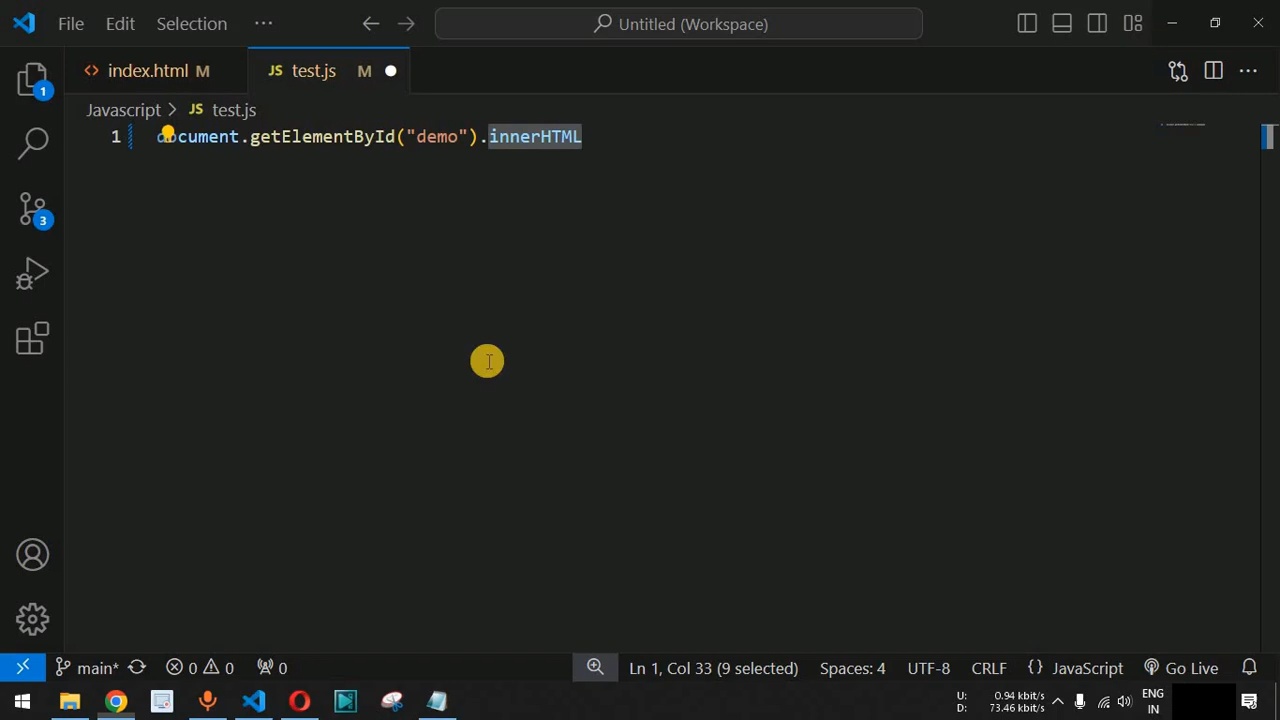 File Edit Selection ··· Untitled (Workspace)
index.html M JS test.js M
Javascript > JS test.js
1 document.getElementById("demo").innerHTML
1
3
main* 0 0 0 Ln 1, Col 33 (9 selected) Spaces: 4 UTF-8 CRLF {} JavaScript Go Live
U: 0.94 kbit/s
D: 73.46 kbit/s
ENG
IN